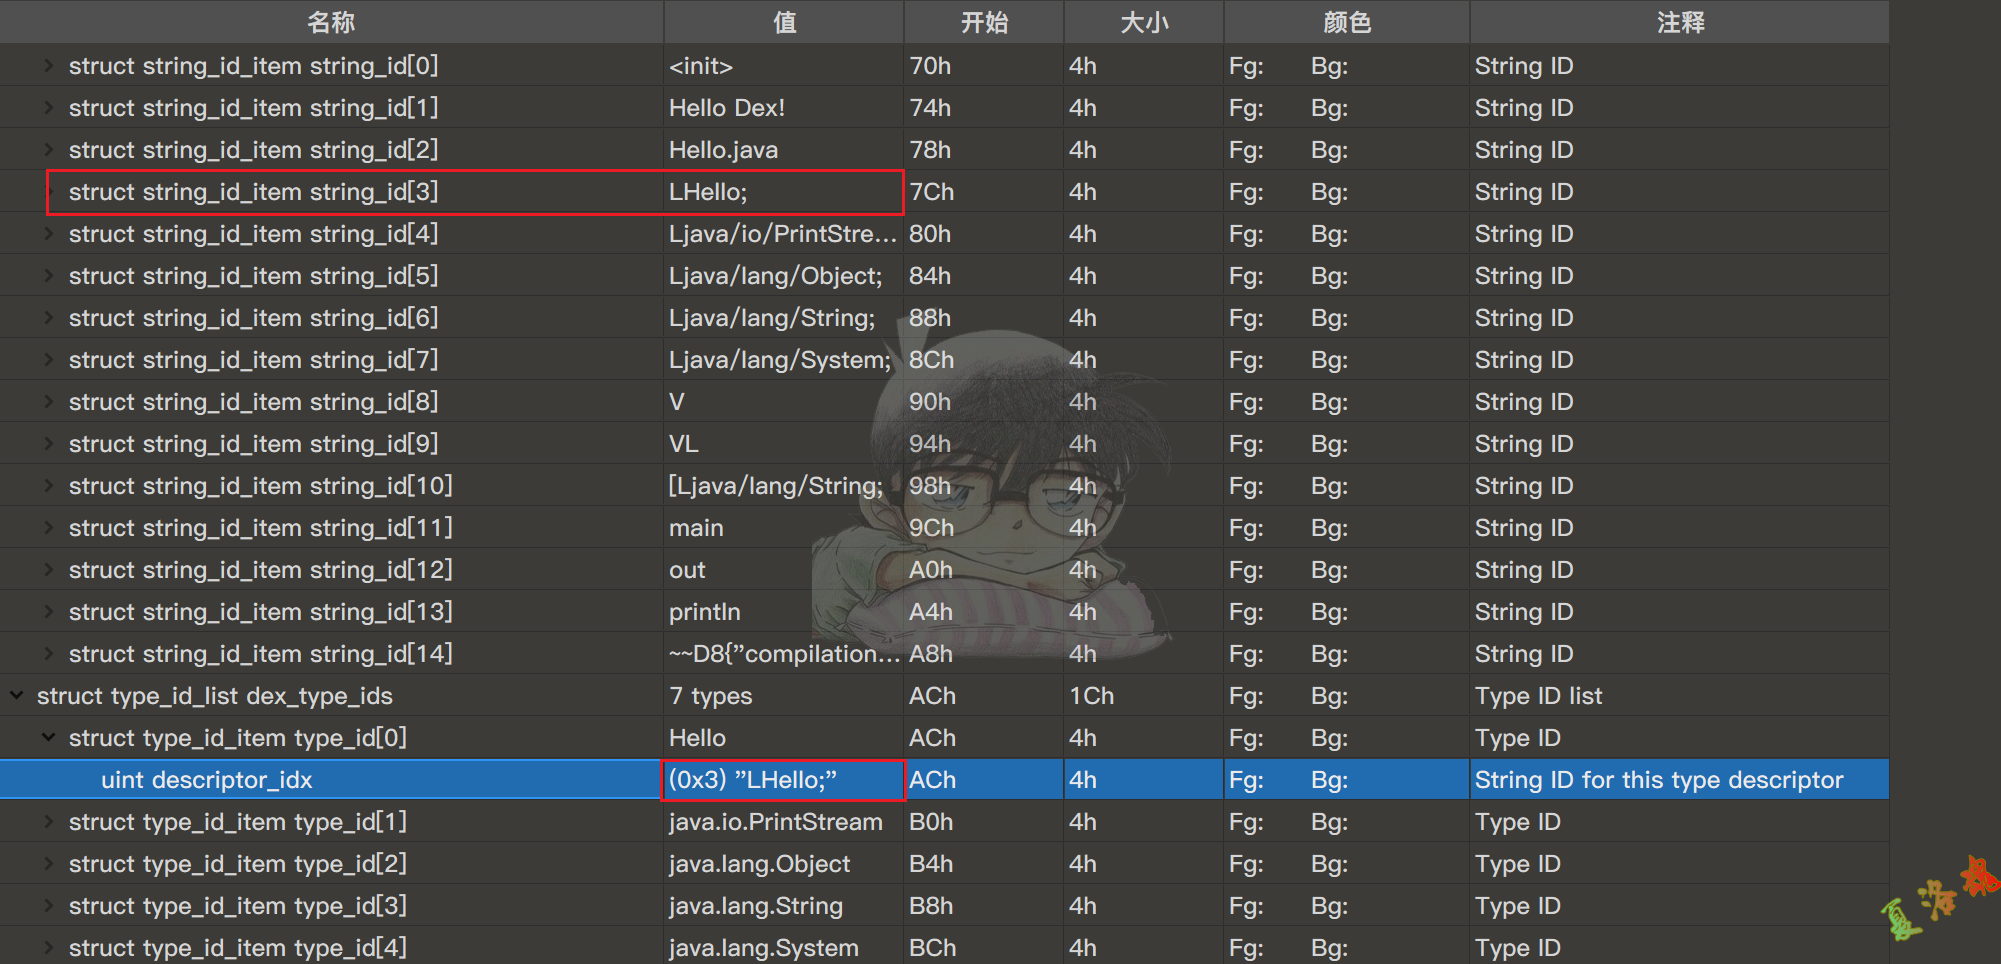 名称 值 开始 大小 颜色 注释
struct string_id_item string_id[0] <init> 70h 4h Fg: Bg: String ID
struct string_id_item string_id[1] Hello Dex! 74h 4h Fg: Bg: String ID
struct string_id_item string_id[2] Hello.java 78h 4h Fg: Bg: String ID
struct string_id_item string_id[3] LHello; 7Ch 4h Fg: Bg: String ID
struct string_id_item string_id[4] Ljava/io/PrintStre... 80h 4h Fg: Bg: String ID
struct string_id_item string_id[5] Ljava/lang/Object; 84h 4h Fg: Bg: String ID
struct string_id_item string_id[6] Ljava/lang/String; 88h 4h Fg: Bg: String ID
struct string_id_item string_id[7] Ljava/lang/System; 8Ch 4h Fg: Bg: String ID
struct string_id_item string_id[8] V 90h 4h Fg: Bg: String ID
struct string_id_item string_id[9] VL 94h 4h Fg: Bg: String ID
struct string_id_item string_id[10] [Ljava/lang/String; 98h 4h Fg: Bg: String ID
struct string_id_item string_id[11] main 9Ch 4h Fg: Bg: String ID
struct string_id_item string_id[12] out A0h 4h Fg: Bg: String ID
struct string_id_item string_id[13] println A4h 4h Fg: Bg: String ID
struct string_id_item string_id[14] ~~D8{"compilation... A8h 4h Fg: Bg: String ID
struct type_id_list dex_type_ids 7 types ACh 1Ch Fg: Bg: Type ID list
struct type_id_item type_id[0] Hello ACh 4h Fg: Bg: Type ID
uint descriptor_idx (0x3) "LHello;" ACh 4h Fg: Bg: String ID for this type descriptor
struct type_id_item type_id[1] java.io.PrintStream B0h 4h Fg: Bg: Type ID
struct type_id_item type_id[2] java.lang.Object B4h 4h Fg: Bg: Type ID
struct type_id_item type_id[3] java.lang.String B8h 4h Fg: Bg: Type ID
struct type_id_item type_id[4] java.lang.System BCh 4h Fg: Bg: Type ID
夏洛